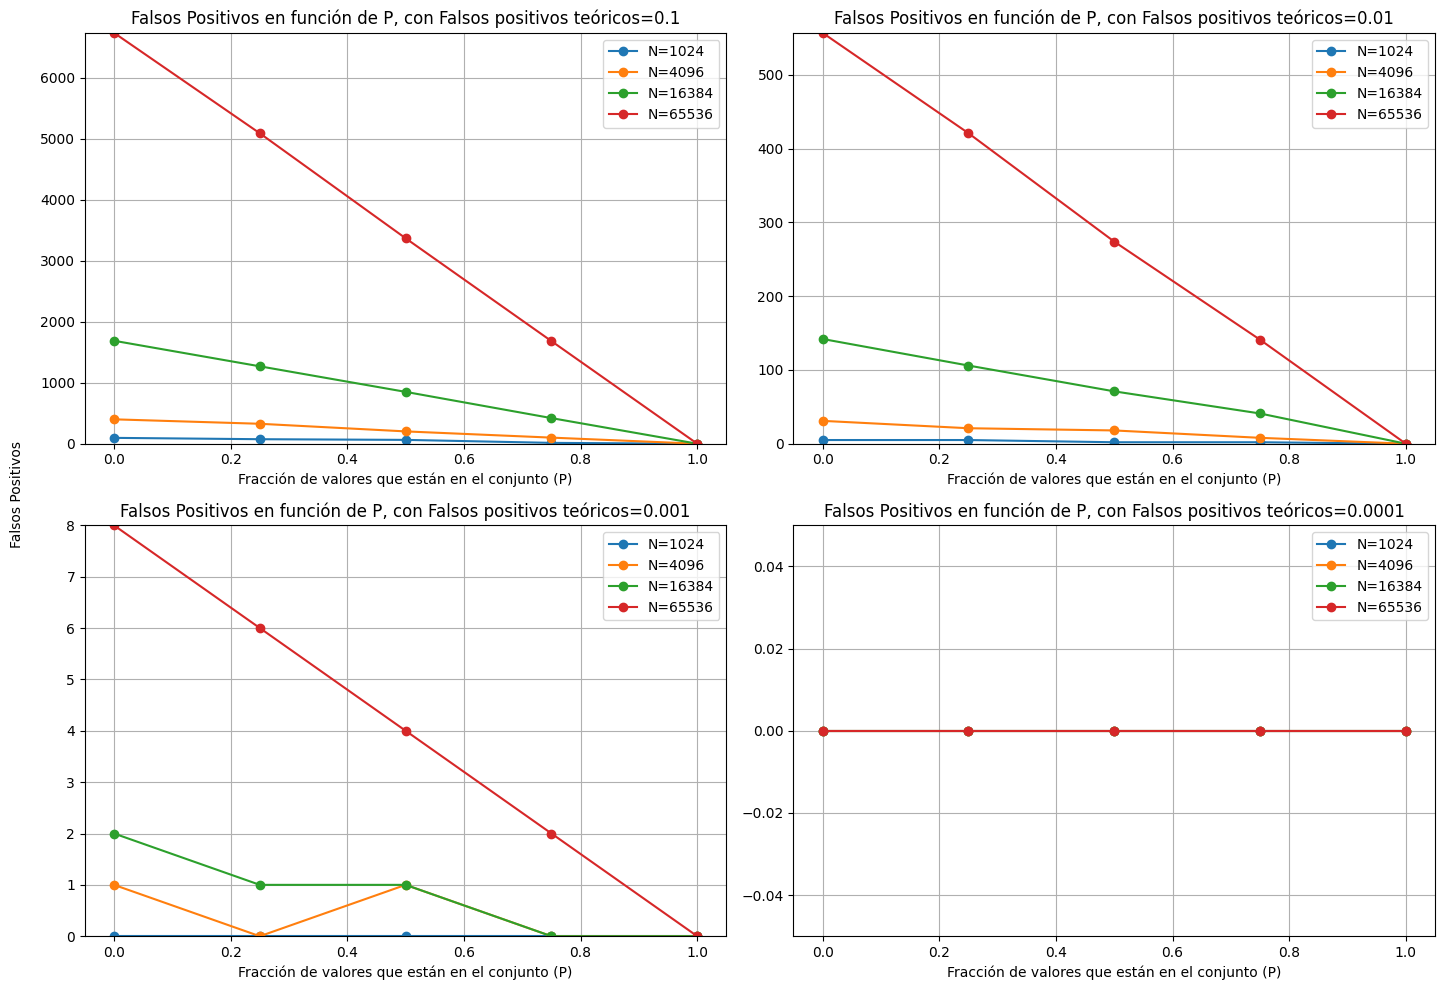 Falsos Positivos en función de P, con Falsos positivos teóricos=0.1
6000
5000
4000
3000
2000
1000
0
0.0 0.2 0.4 0.6 0.8 1.0
Fracción de valores que están en el conjunto (P)
N=1024
N=4096
N=16384
N=65536
Falsos Positivos en función de P, con Falsos positivos teóricos=0.01
500
400
300
200
100
0
0.0 0.2 0.4 0.6 0.8 1.0
Fracción de valores que están en el conjunto (P)
N=1024
N=4096
N=16384
N=65536
Falsos Positivos
Falsos Positivos en función de P, con Falsos positivos teóricos=0.001
8
7
6
5
4
3
2
1
0
0.0 0.2 0.4 0.6 0.8 1.0
Fracción de valores que están en el conjunto (P)
N=1024
N=4096
N=16384
N=65536
Falsos Positivos en función de P, con Falsos positivos teóricos=0.0001
0.04
0.02
0.00
−0.02
−0.04
0.0 0.2 0.4 0.6 0.8 1.0
Fracción de valores que están en el conjunto (P)
N=1024
N=4096
N=16384
N=65536